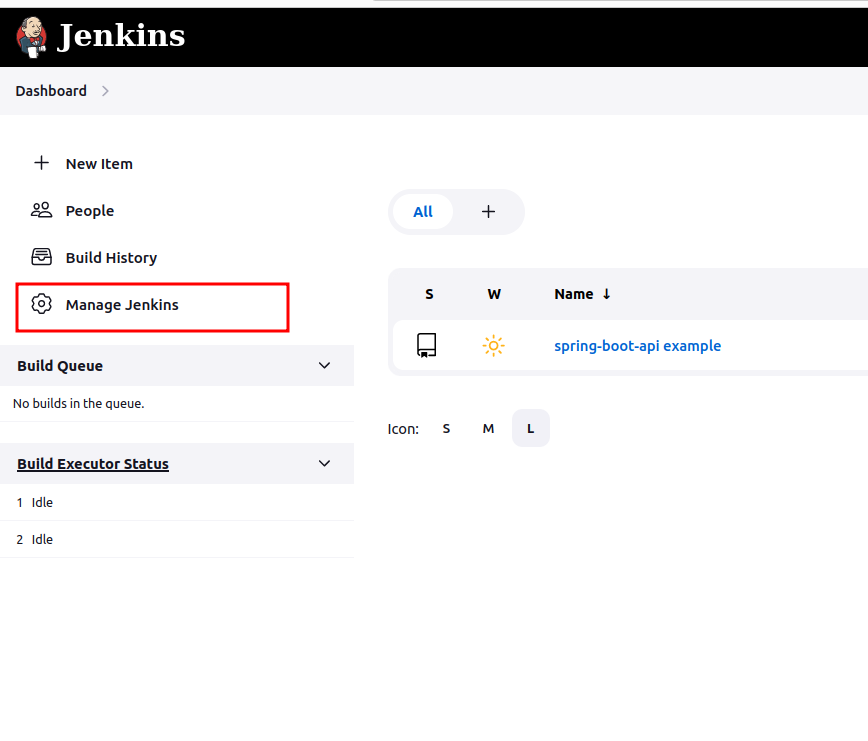 Jenkins
Dashboard
New Item
People
Build History
Manage Jenkins
Build Queue
No builds in the queue.
Build Executor Status
1 Idle
2 Idle
All +
S W Name ↓
spring-boot-api example
Icon: S M L